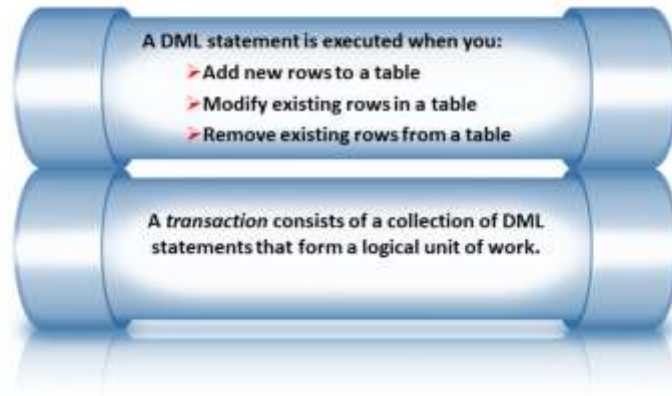 A DML statement is executed when you:
➢Add new rows to a table
➢Modify existing rows in a table
➢Remove existing rows from a table
A transaction consists of a collection of DML
statements that form a logical unit of work.